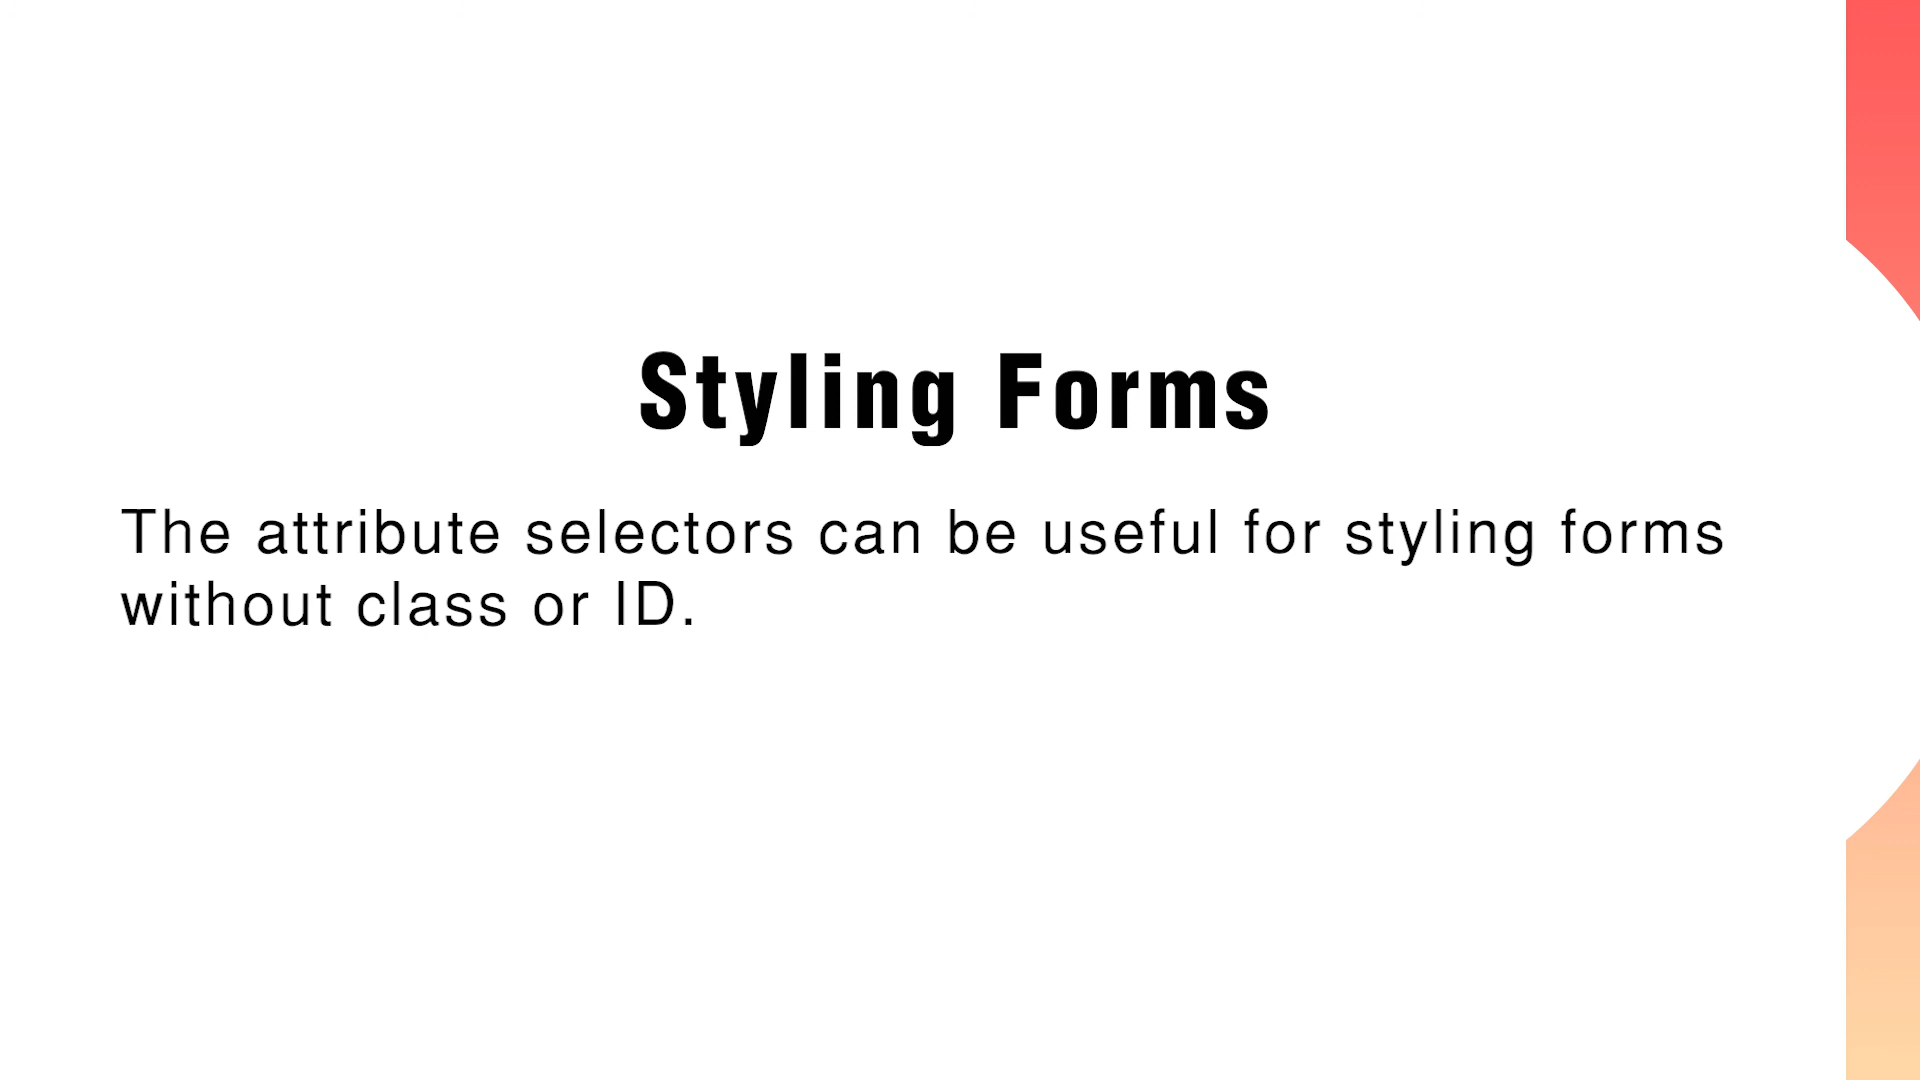 Styling Forms
The attribute selectors can be useful for styling forms
without class or ID.